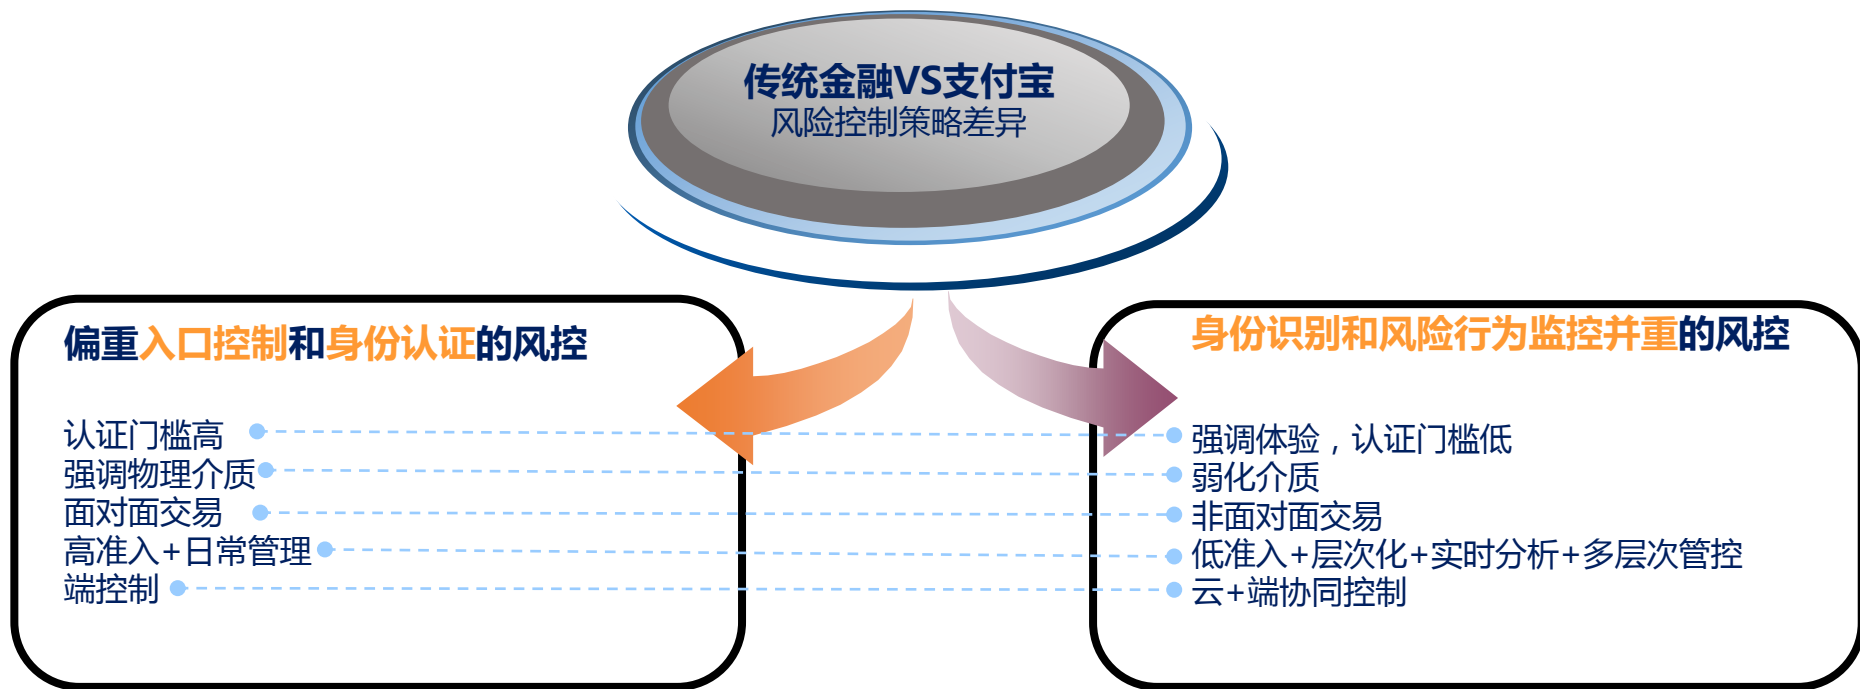 传统金融VS支付宝
风险控制策略差异
偏重入口控制和身份认证的风控
认证门槛高
强调物理介质
面对面交易
高准入+日常管理
端控制
身份识别和风险行为监控并重的风控
强调体验，认证门槛低
弱化介质
非面对面交易
低准入+层次化+实时分析+多层次管控
云+端协同控制